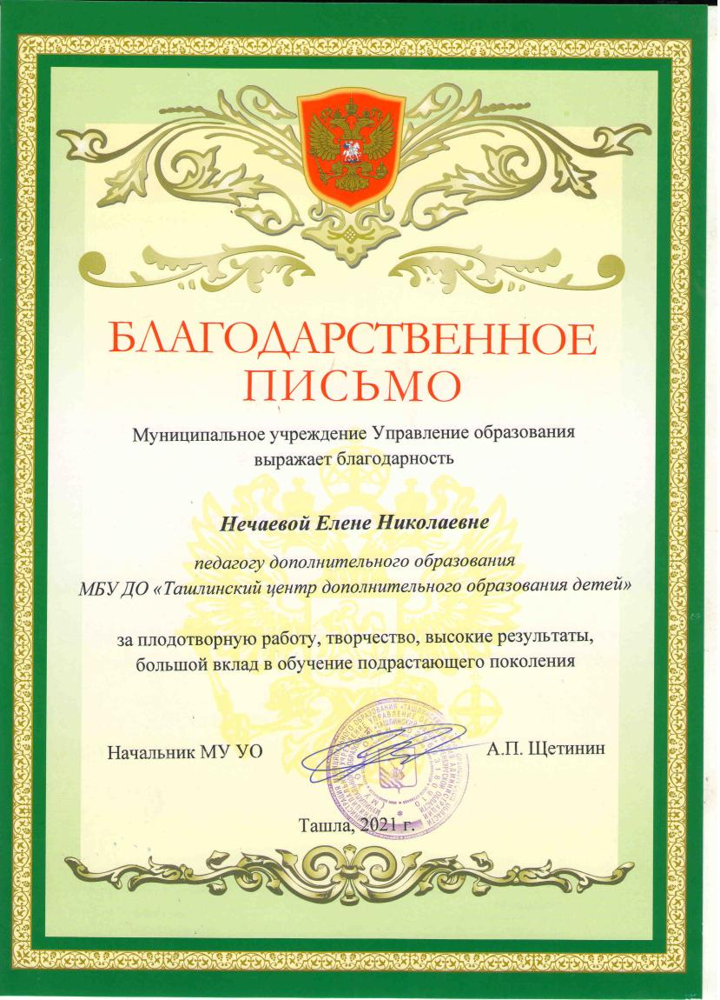 БЛАГОДАРСТВЕННОЕ
ПИСЬМО
Муниципальное учреждение Управление образования
выражает благодарность
Нечаевой Елене Николаевне
педагогу дополнительного образования
МБУ ДО «Ташлинский центр дополнительного образования детей»
за плодотворную работу, творчество, высокие результаты,
большой вклад в обучение подрастающего поколения
Начальник МУ УО
А.П. Щетинин
Ташла, 2021 г.